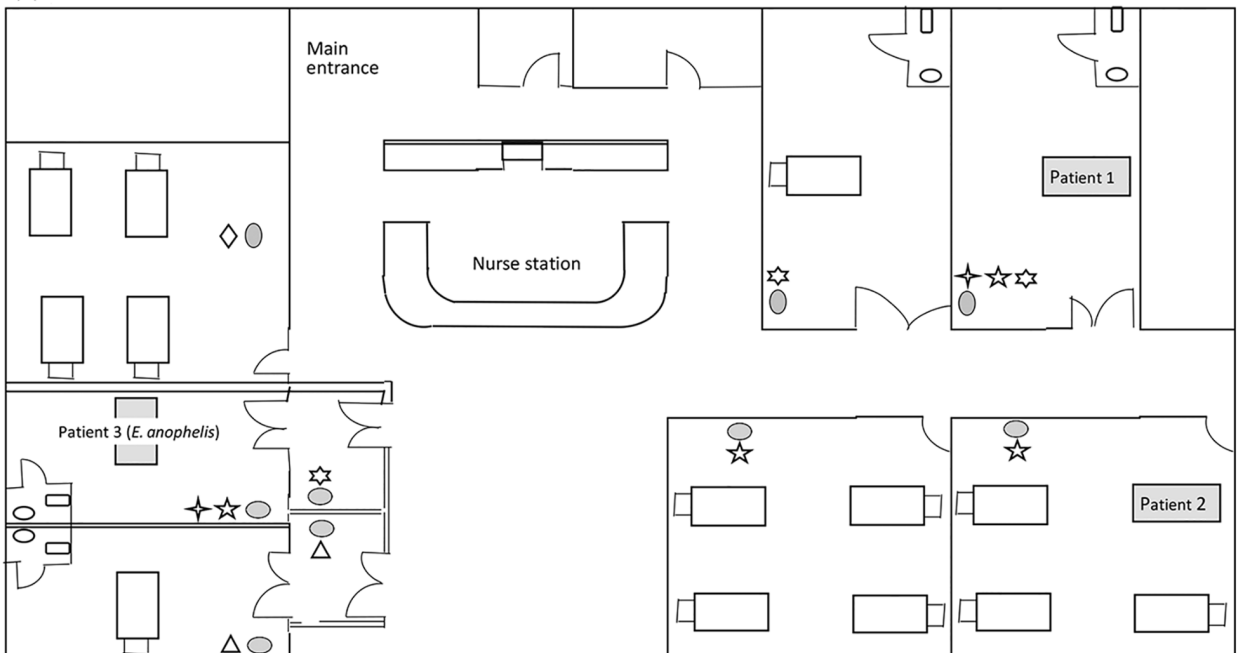 Main
entrance
Patient 1
Nurse station
Patient 3 (E. anophelis)
Patient 2